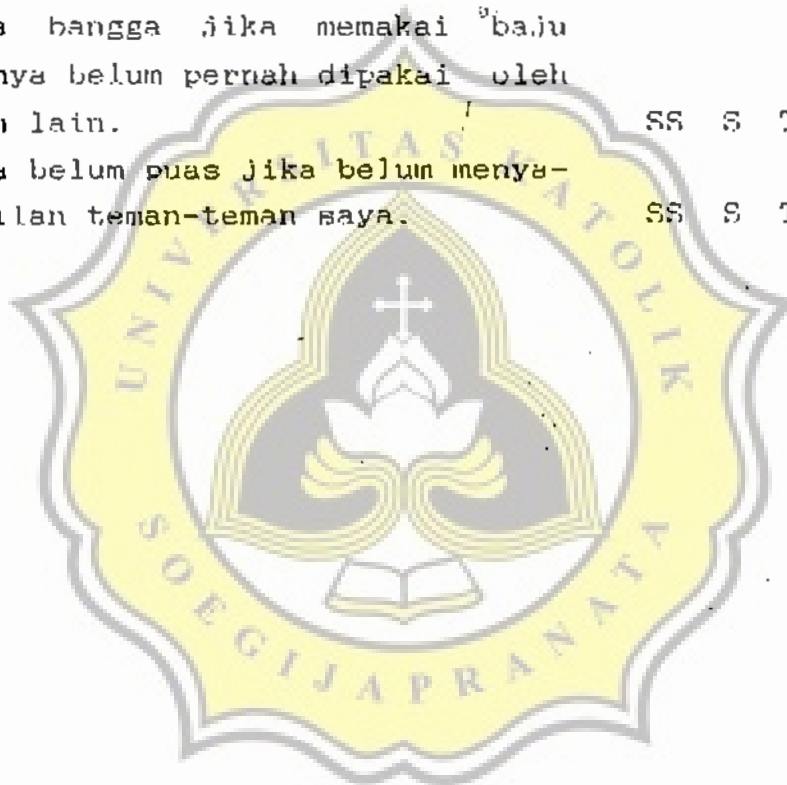 a bangga jika memakai baju
nya belum pernah dipakai oleh
n lain. SS S T
a belum puas jika belum menya-
ilan teman-teman saya. SS S T
UNIVERSITAS KATOLIK
SOEGIJAPRANATA